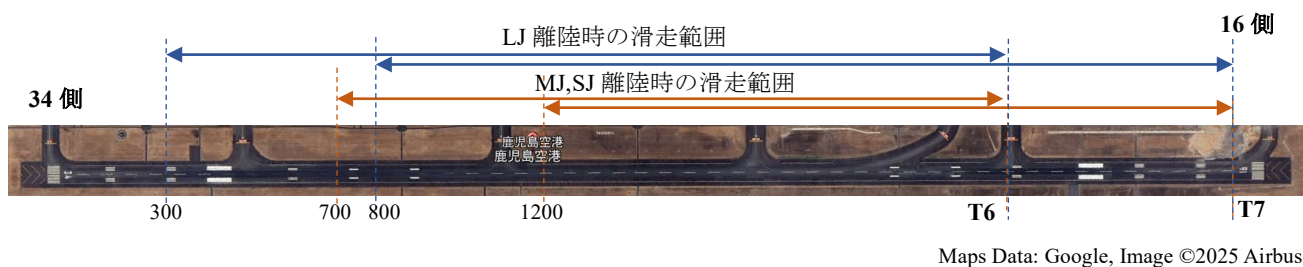 LJ 離陸時の滑走範囲
16 側
MJ,SJ 離陸時の滑走範囲
34 側
鹿児島空港
鹿児島空港
34
300
700
800
1200
T6
T7
Maps Data: Google, Image ©2025 Airbus